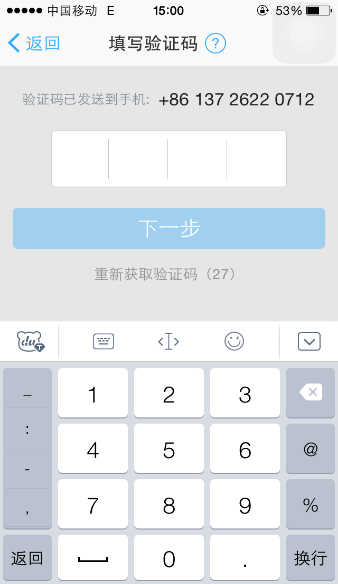 中国移动 E 15:00 53%
返回 填写验证码 ?
验证码已发送到手机: +86 137 2622 0712
下一步
重新获取验证码（27）
du T
_ 1 2 3
: 4 5 6 @
- 7 8 9 %
,
返回 0 . 换行